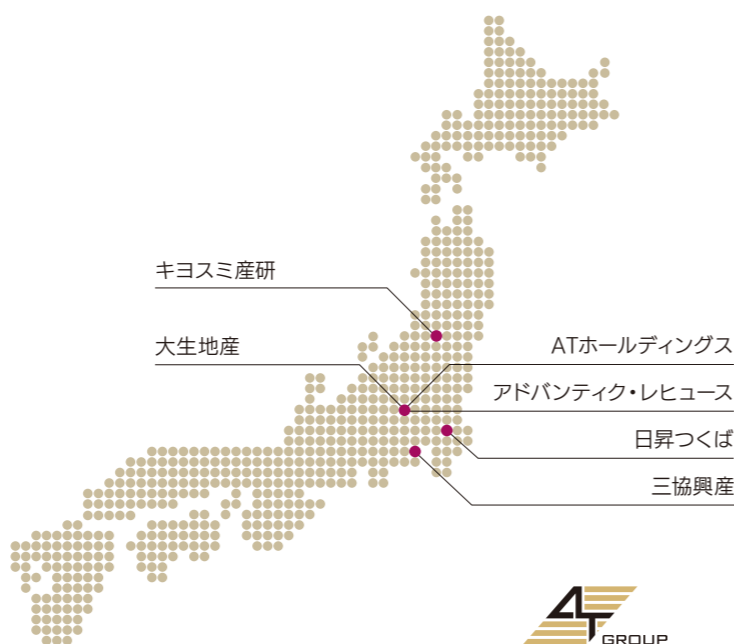 キヨスミ産研
大生地産
ATホールディングス
アドバンティク・レヒュース
日昇つくば
三協興産
AT
GROUP